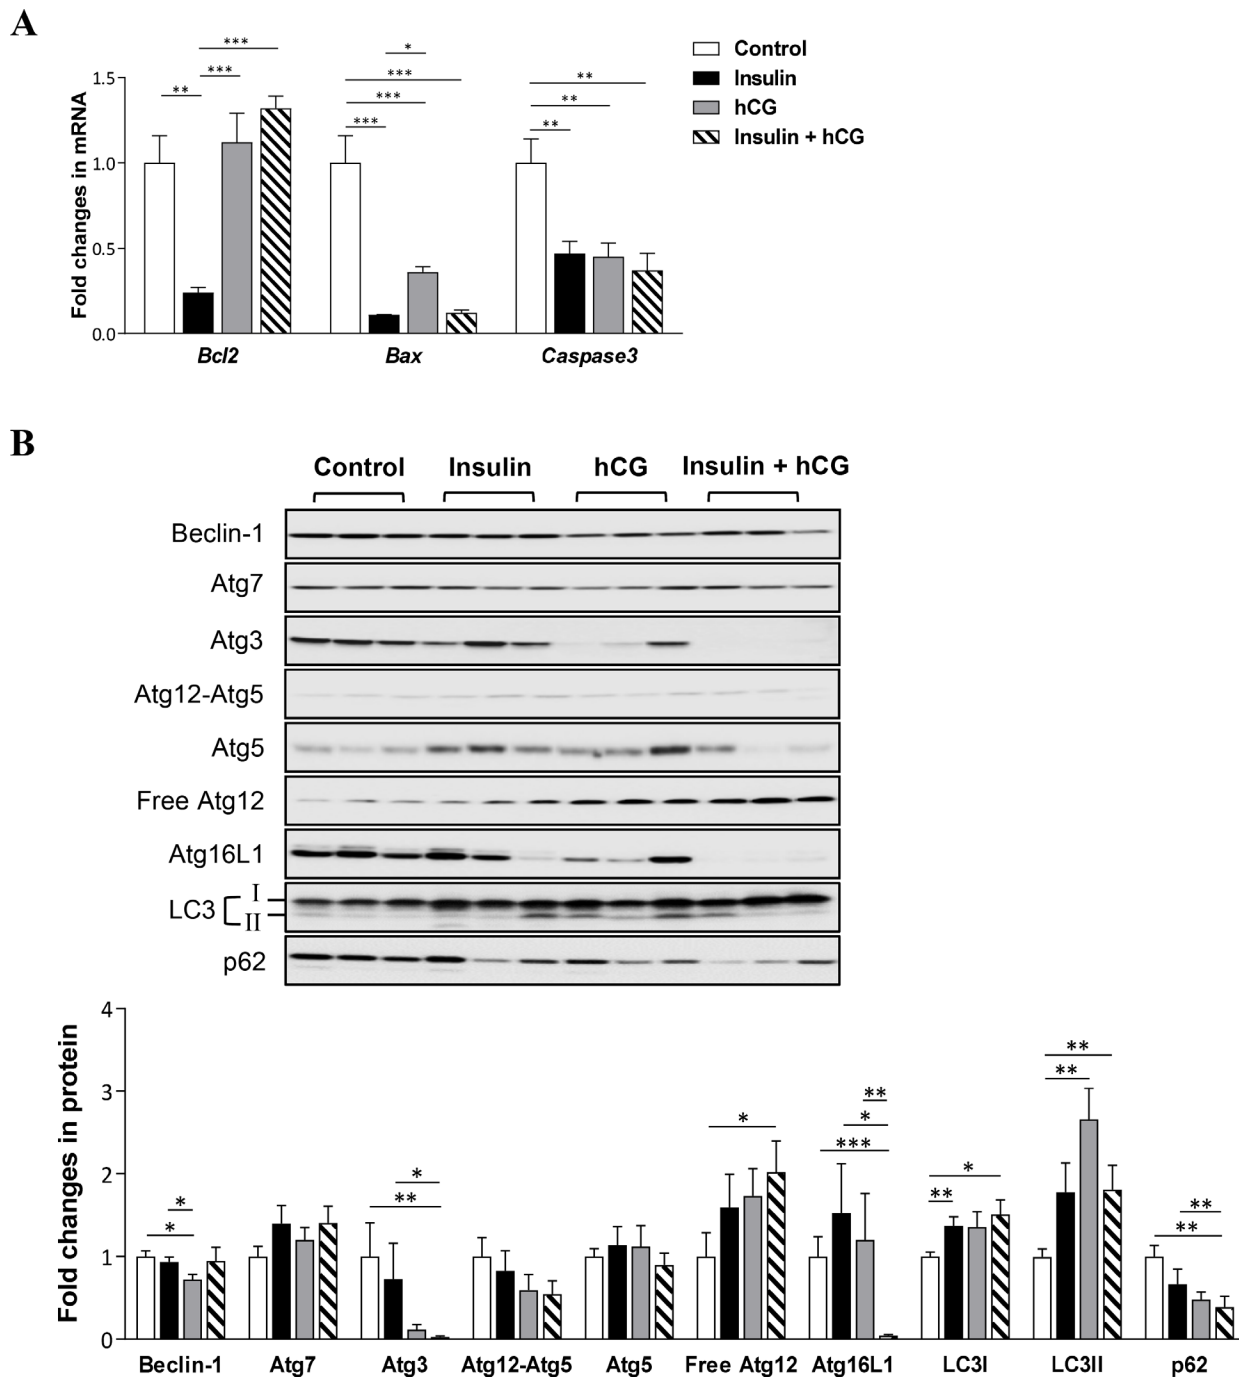 A
Control
Insulin
hCG
Insulin + hCG
Fold changes in mRNA
1.5
1.0
0.5
0.0
** *** ***
*** *** *** *
** ** **
Bcl2 Bax Caspase3
B
Control Insulin hCG Insulin + hCG
Beclin-1
Atg7
Atg3
Atg12-Atg5
Atg5
Free Atg12
Atg16L1
LC3 I
II
p62
Fold changes in protein
4
3
2
1
0
* *
** *
*
*** * **
** *
** **
** **
Beclin-1 Atg7 Atg3 Atg12-Atg5 Atg5 Free Atg12 Atg16L1 LC3I LC3II p62